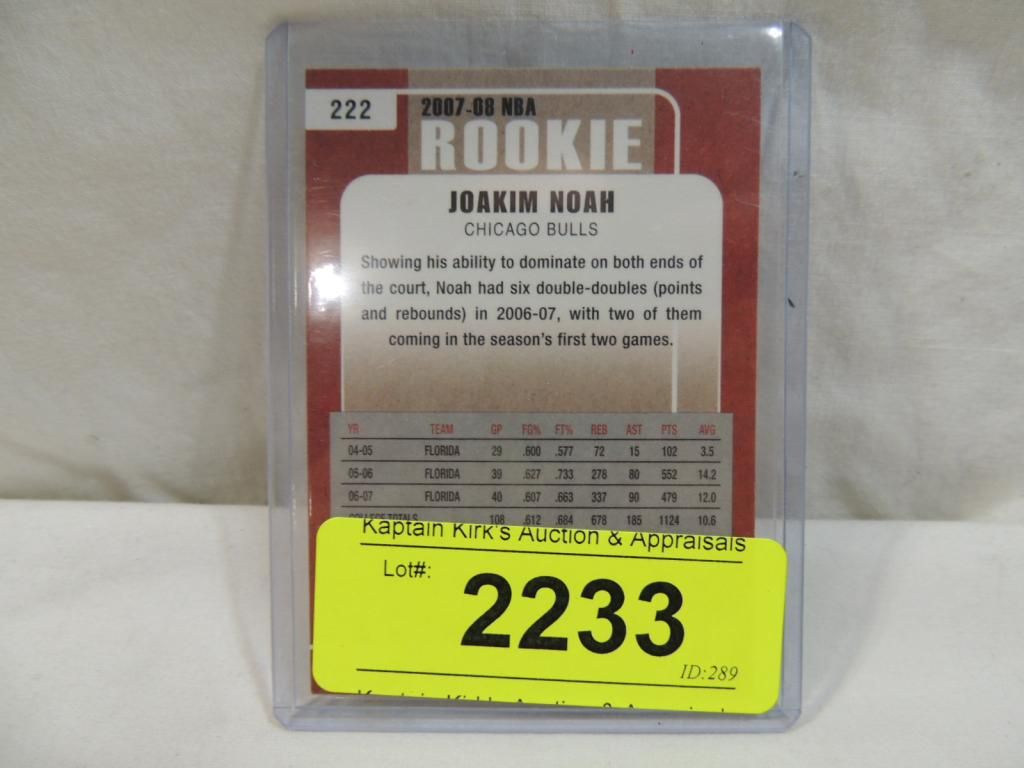 222
2007-08 NBA
ROOKIE
JOAKIM NOAH
CHICAGO BULLS
Showing his ability to dominate on both ends of
the court, Noah had six double-doubles (points
and rebounds) in 2006-07, with two of them
coming in the season's first two games.
YR TEAM GP FG% FT% REB AST PTS AVG
04-05 FLORIDA 29 .600 .577 72 15 102 3.5
05-06 FLORIDA 39 .627 .733 278 80 552 14.2
06-07 FLORIDA 40 .607 .663 337 90 479 12.0
COLLEGE TOTALS 108 .612 .684 678 185 1124 10.6
Kaptain Kirk's Auction & Appraisals
Lot#:
2233
ID:289